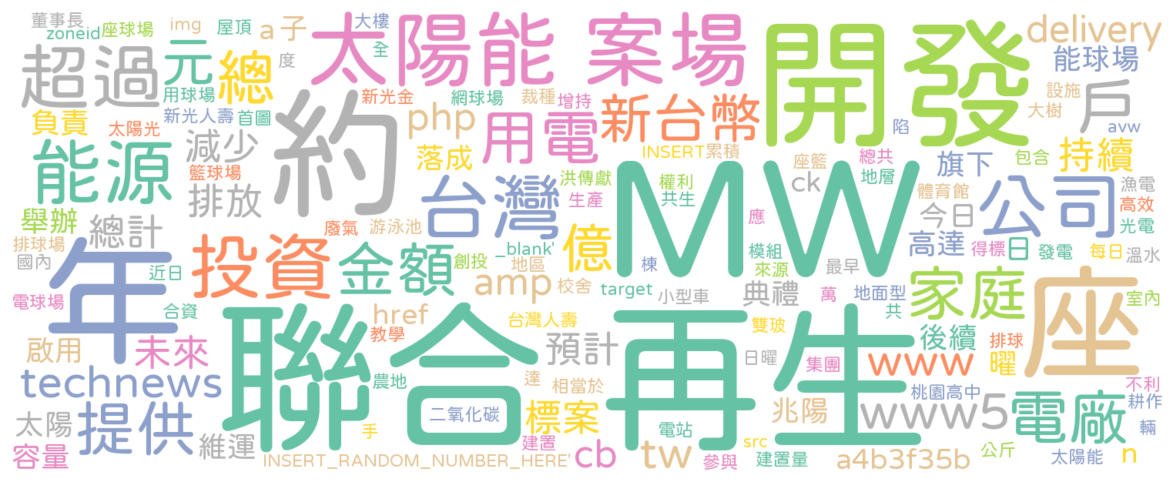 董事長
zoneid
座球場
img
屋頂
a 子
大樓
全
度
太陽能 案場
開發
delivery
能球場
超過
元
總
用球場
新光金
網球場
裁種
增持
設施
戶
大樹
avw
新光人壽
首圖
約
php
用電
新台幣
陷
負責
太陽光
減少
落成
INSERT
累積
座籃
總共
旗下
包含
持續
能源
籃球場
排放
台灣
洪傳獻
生產
權利
共生
MW
ck
地層
體育館
今日
公司
漁電
高效
光電
舉辦
總計
廢氣
游泳池
_blank'
億
應
模組
高達
得標
日
發電
每日
溫水
排球場
國內
年
近日
投資
金額
創投
地區
棟
來源
最早
電球場
合資
amp
校舍
target
小型車
典禮
萬
地面型
共
家庭
座
室內
href
教學
台灣人壽
雙玻
啟用
未來
聯合再生
預計
日曜
集團
www
後續
曜
排球
technews
農地
達
相當於
桃園高中
不利
耕作
提供
二氧化碳
標案
兆陽
www5
電廠
輛
太陽
維運
手
建置
電站
容量
INSERT_RANDOM_NUMBER_HERE'
cb
tw
參與
src
建置量
a4b3f35b
公斤
太陽能
n